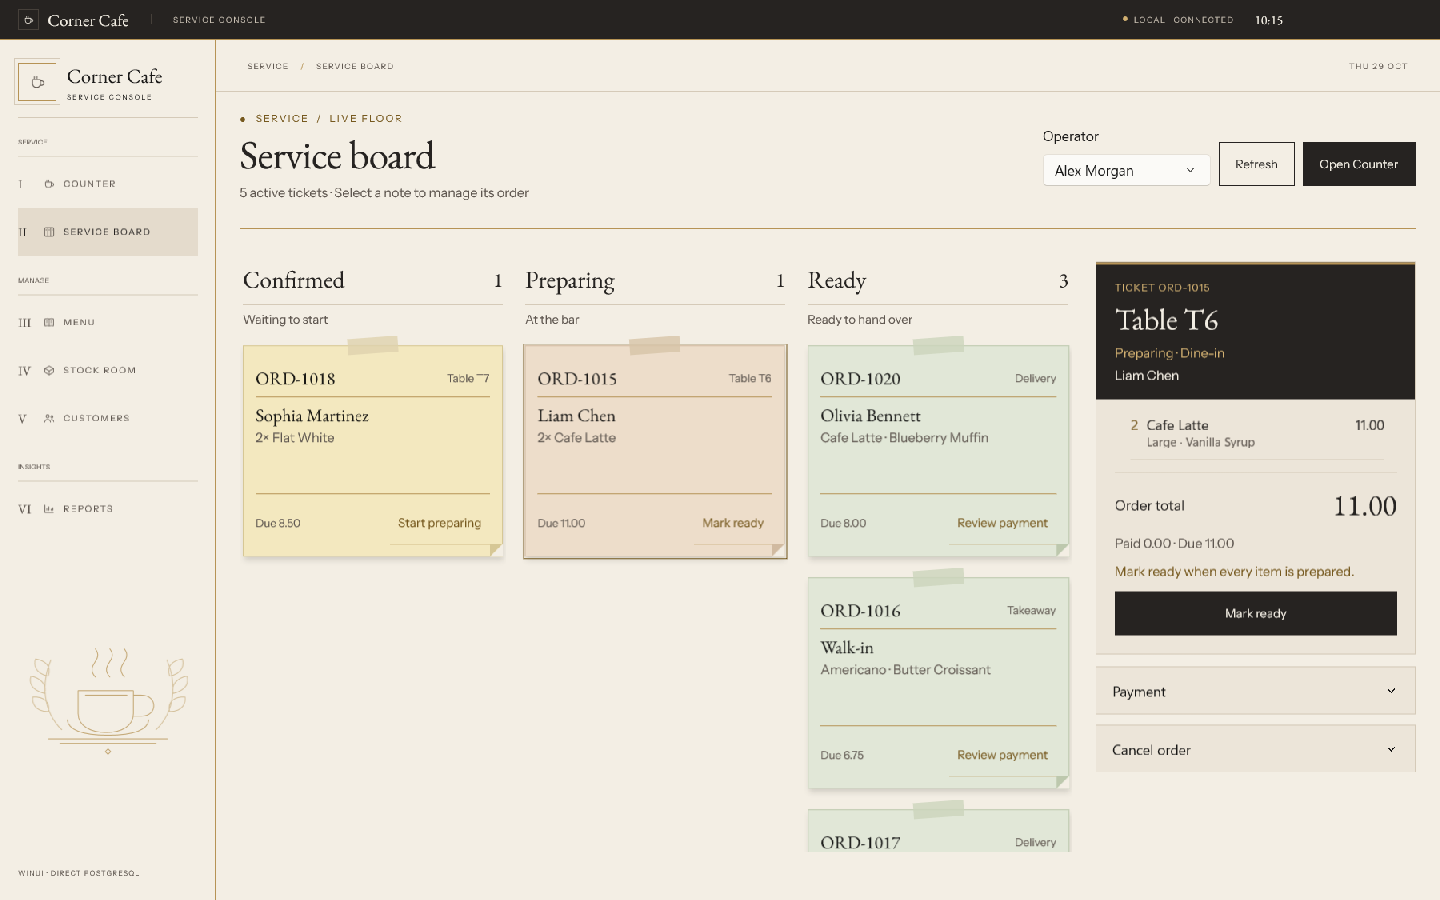 Corner Cafe
SERVICE CONSOLE
LOCAL · CONNECTED
10:15
Corner Cafe
SERVICE CONSOLE
SERVICE
I COUNTER
II SERVICE BOARD
MANAGE
III MENU
IV STOCK ROOM
V CUSTOMERS
INSIGHTS
VI REPORTS
WINUI · DIRECT POSTGRESQL
SERVICE / SERVICE BOARD
THU 29 OCT
SERVICE / LIVE FLOOR
Service board
5 active tickets · Select a note to manage its order
Operator
Alex Morgan
Refresh
Open Counter
Confirmed 1
Waiting to start
ORD-1018 Table T7
Sophia Martinez
2× Flat White
Due 8.50 Start preparing
Preparing 1
At the bar
ORD-1015 Table T6
Liam Chen
2× Cafe Latte
Due 11.00 Mark ready
Ready 3
Ready to hand over
ORD-1020 Delivery
Olivia Bennett
Cafe Latte · Blueberry Muffin
Due 8.00 Review payment
ORD-1016 Takeaway
Walk-in
Americano · Butter Croissant
Due 6.75 Review payment
ORD-1017 Delivery
TICKET ORD-1015
Table T6
Preparing · Dine-in
Liam Chen
2 Cafe Latte 11.00
Large · Vanilla Syrup
Order total 11.00
Paid 0.00 · Due 11.00
Mark ready when every item is prepared.
Mark ready
Payment
Cancel order